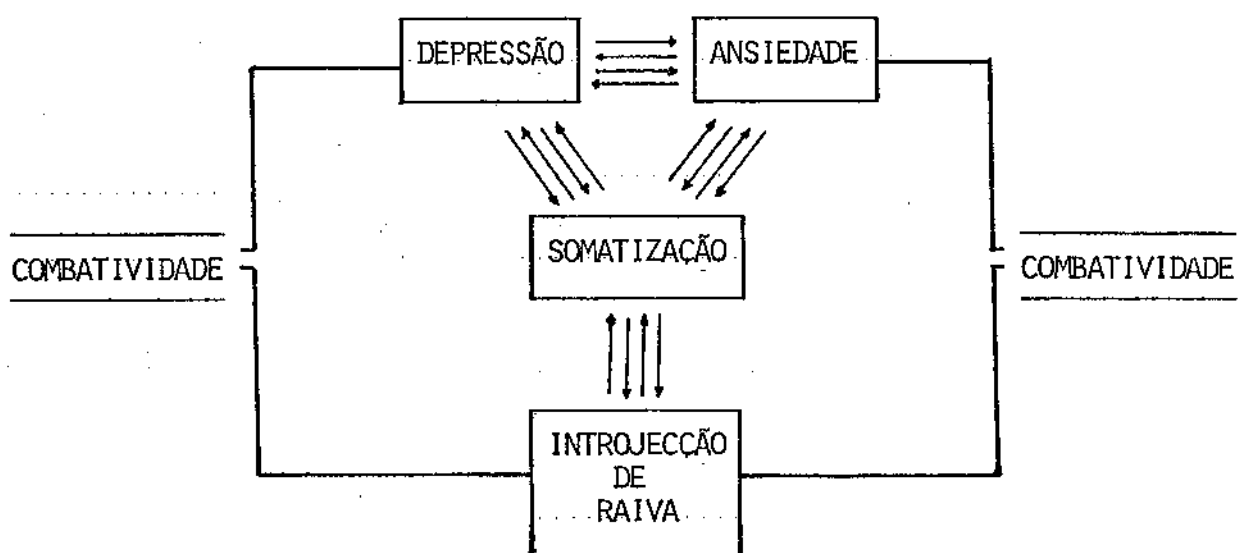 DEPRESSÃO
ANSIEDADE
SOMATIZAÇÃO
COMBATIVIDADE
COMBATIVIDADE
INTROJECÇÃO
DE
RAIVA